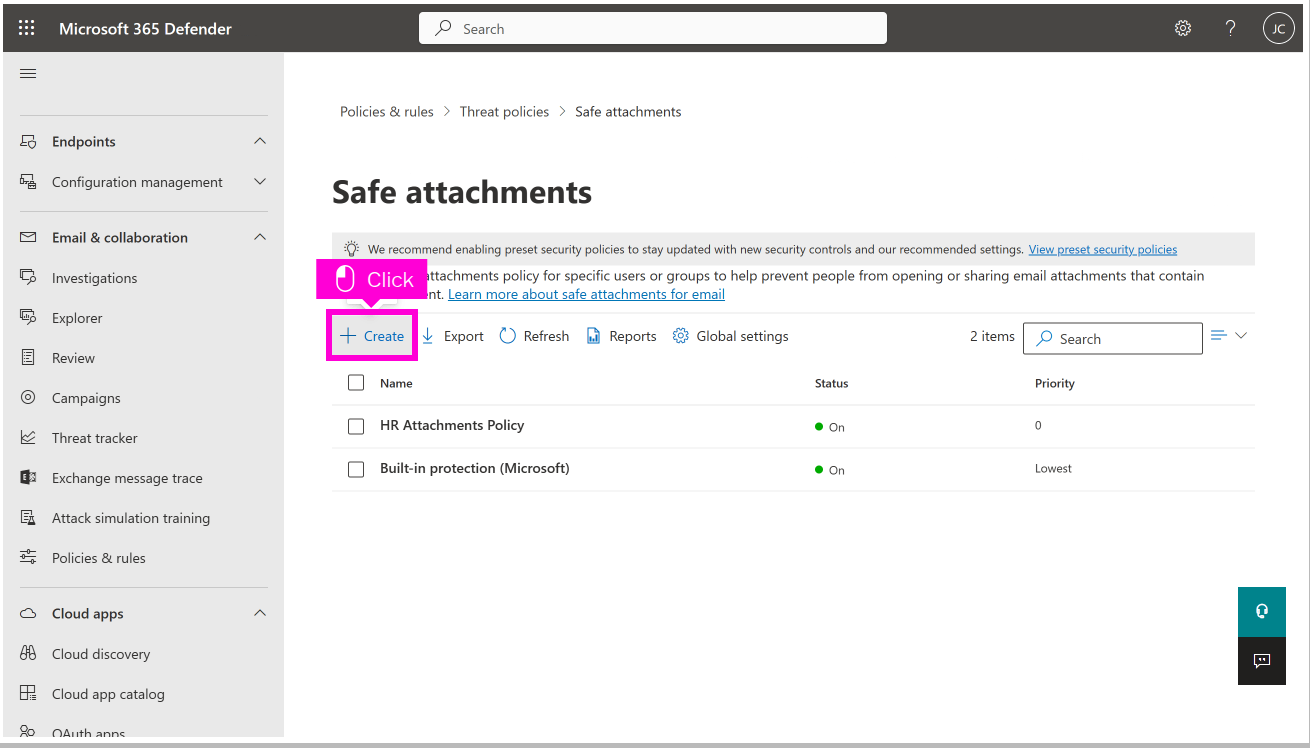 Microsoft 365 Defender
Search
JC
Policies & rules > Threat policies > Safe attachments
Endpoints
Configuration management
Email & collaboration
Investigations
Explorer
Review
Campaigns
Threat tracker
Exchange message trace
Attack simulation training
Policies & rules
Cloud apps
Cloud discovery
Cloud app catalog
OAuth apps
Safe attachments
We recommend enabling preset security policies to stay updated with new security controls and our recommended settings. View preset security policies
Click
attachments policy for specific users or groups to help prevent people from opening or sharing email attachments that contain
nt. Learn more about safe attachments for email
Create Export Refresh Reports Global settings 2 items Search
Name Status Priority
HR Attachments Policy On 0
Built-in protection (Microsoft) On Lowest